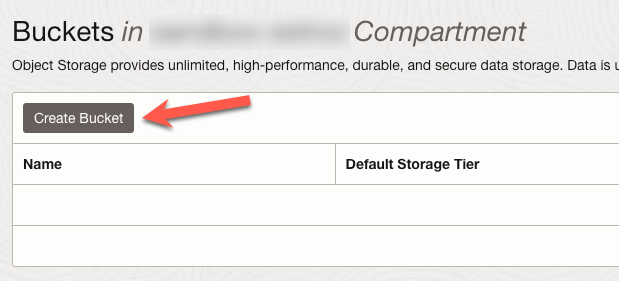 Buckets in Compartment
Object Storage provides unlimited, high-performance, durable, and secure data storage. Data is
Create Bucket
Name Default Storage Tier